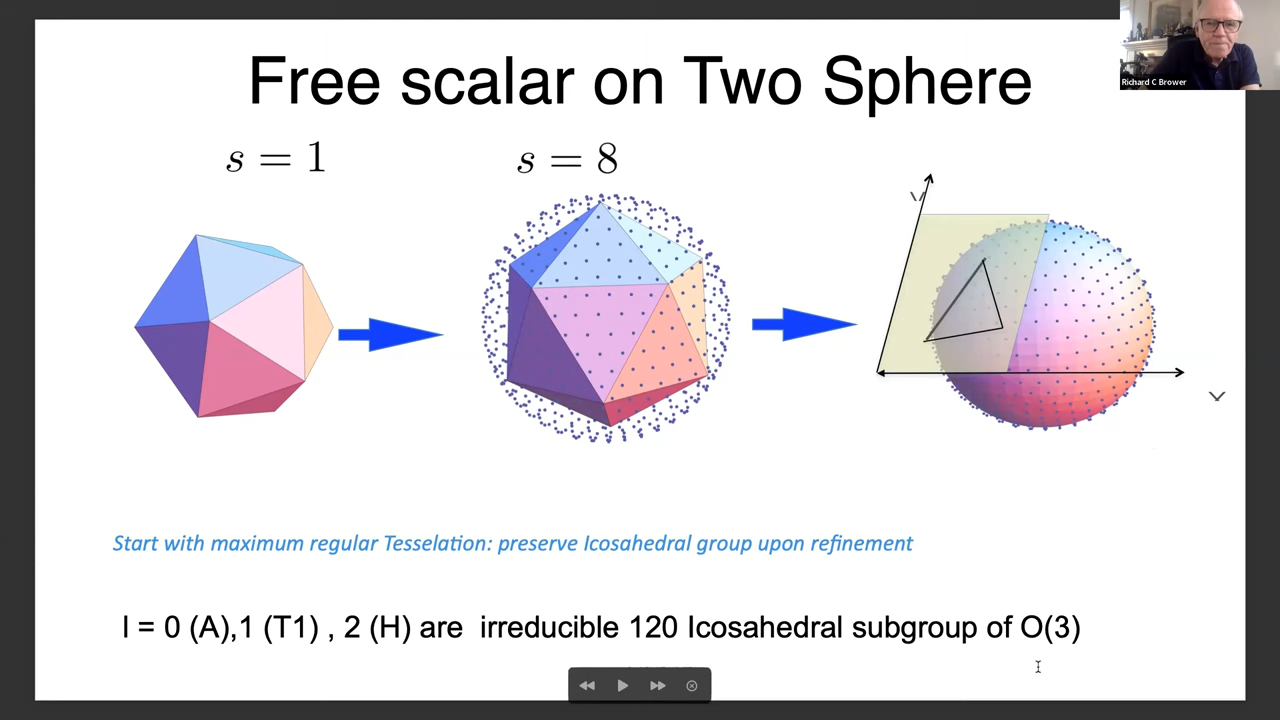 Free scalar on Two Sphere
Richard C Brower
s = 1
s = 8
Start with maximum regular Tesselation: preserve Icosahedral group upon refinement
l = 0 (A),1 (T1) , 2 (H) are irreducible 120 Icosahedral subgroup of O(3)